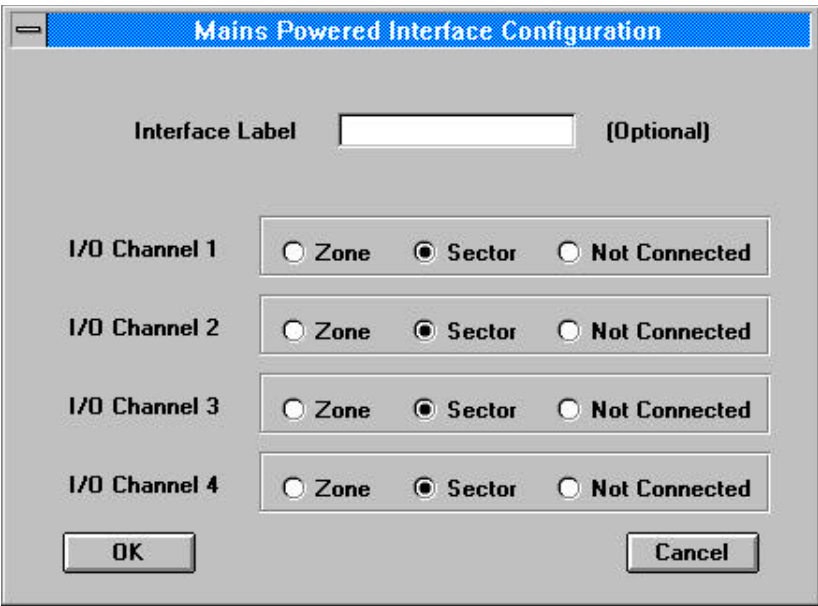 Mains Powered Interface Configuration
Interface Label (Optional)
I/O Channel 1 Zone Sector Not Connected
I/O Channel 2 Zone Sector Not Connected
I/O Channel 3 Zone Sector Not Connected
I/O Channel 4 Zone Sector Not Connected
OK Cancel